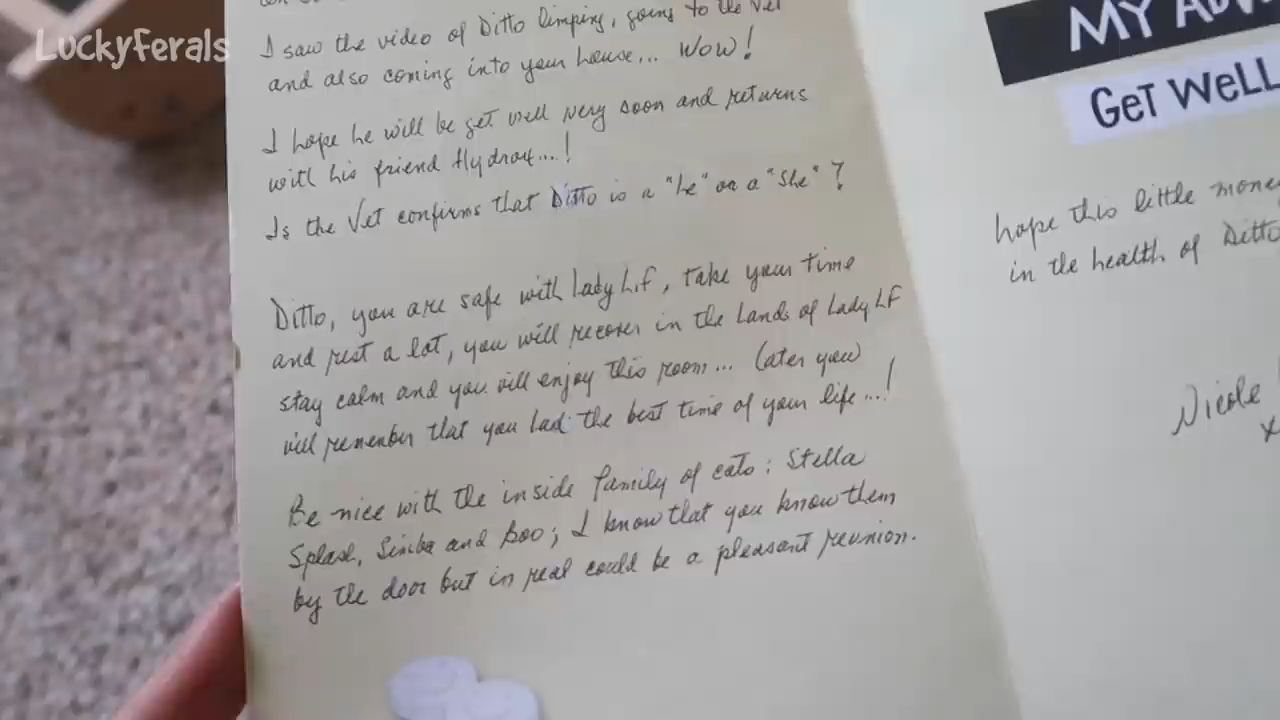 LuckyFerals
I saw the video of Ditto limping, going to the Vet
and also coming into your house... Wow!
I hope he will be get well very soon and returns
with his friend Hydrox...!
Is the Vet confirms that Ditto is a "he" or a "she" ?
Ditto, you are safe with Lady L.F, take your time
and rest a lot, you will recover in the Lands of Lady LF
stay calm and you will enjoy this room... (ater you)
will remember that you had the best time of your life...!
Be nice with the inside family of cats: Stella
Splash, Simba and Boo; I know that you know them
by the door but in real could be a pleasant reunion.
MY ADV
GET WELL
hope this little money
in the health of Ditto
Nicole
x